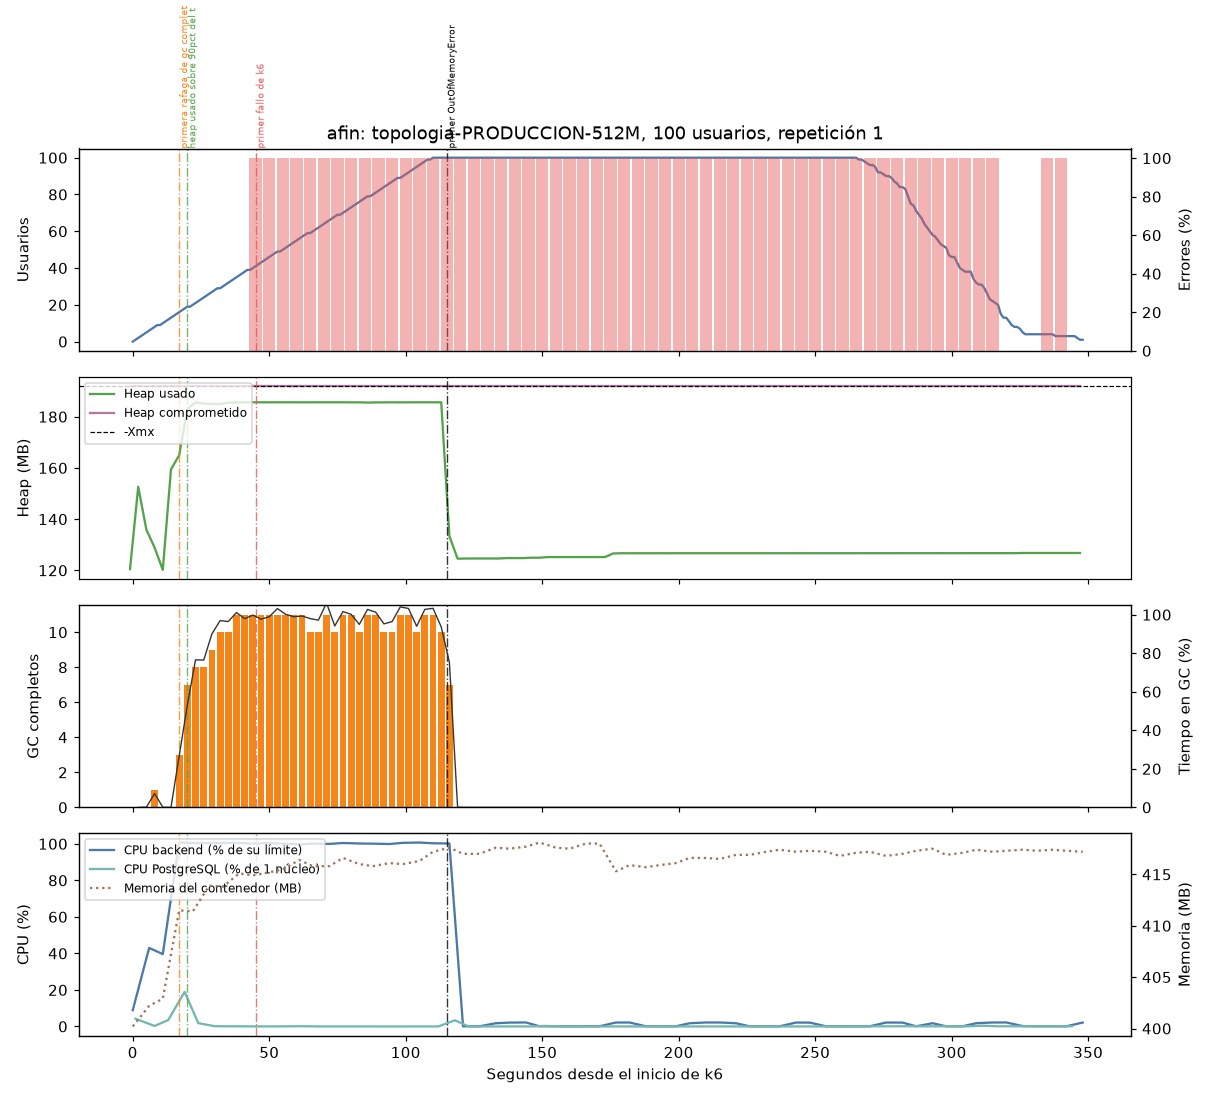 primera rafaga de gc complet
heap usado sobre 90pct del t
primer fallo de k6
primer OutOfMemoryError
afin: topologia-PRODUCCION-512M, 100 usuarios, repetición 1
100
80
60
40
20
0
Usuarios
100
80
60
40
20
0
Errores (%)
Heap usado
Heap comprometido
-Xmx
180
160
140
120
Heap (MB)
10
8
6
4
2
0
GC completos
100
80
60
40
20
0
Tiempo en GC (%)
CPU backend (% de su límite)
CPU PostgreSQL (% de 1 núcleo)
Memoria del contenedor (MB)
100
80
60
40
20
0
CPU (%)
415
410
405
400
Memoria (MB)
0 50 100 150 200 250 300 350
Segundos desde el inicio de k6